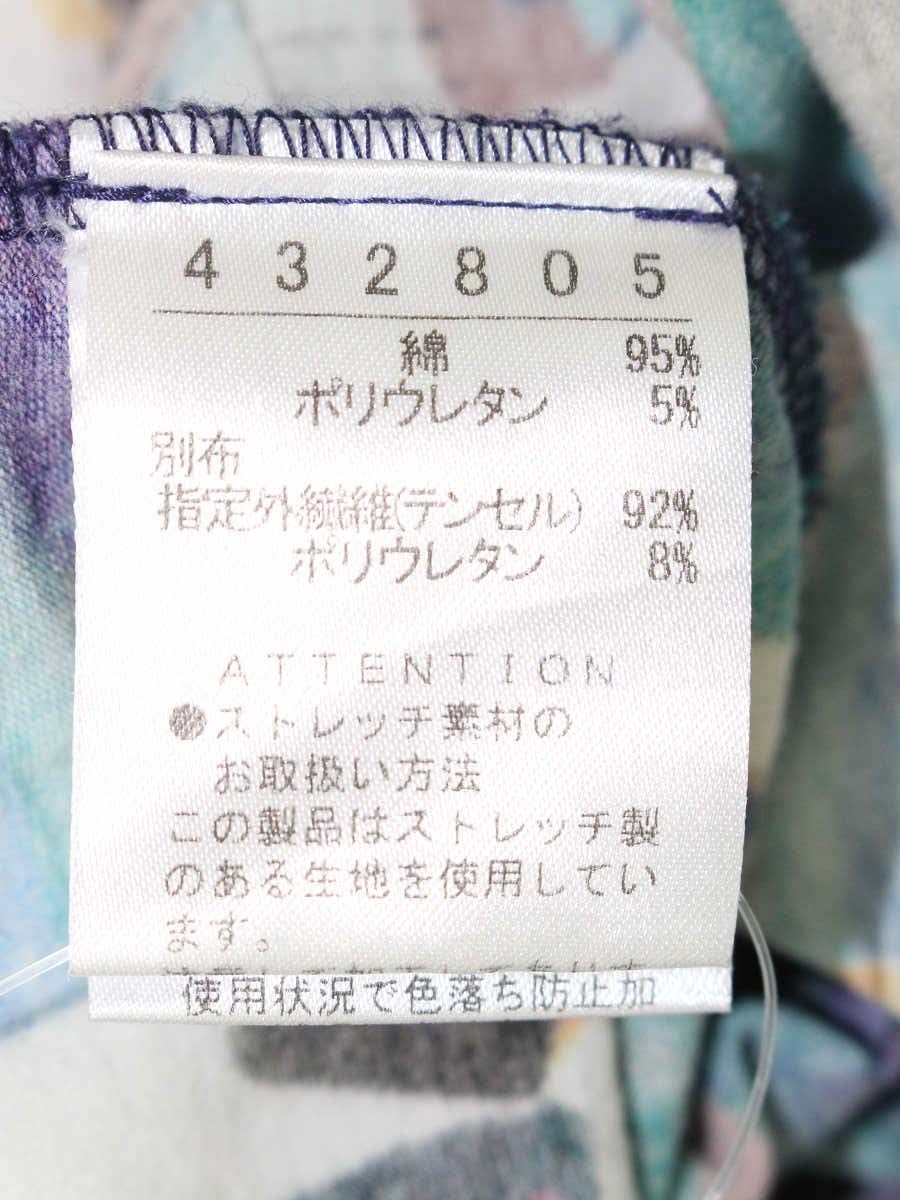 432805
綿 95%
ポリウレタン 5%
別布
指定外繊維(テンセル) 92%
ポリウレタン 8%
ATTENTION
●ストレッチ素材の
お取扱い方法
この製品はストレッチ製
のある生地を使用してい
ます。
使用状況で色落ち防止加